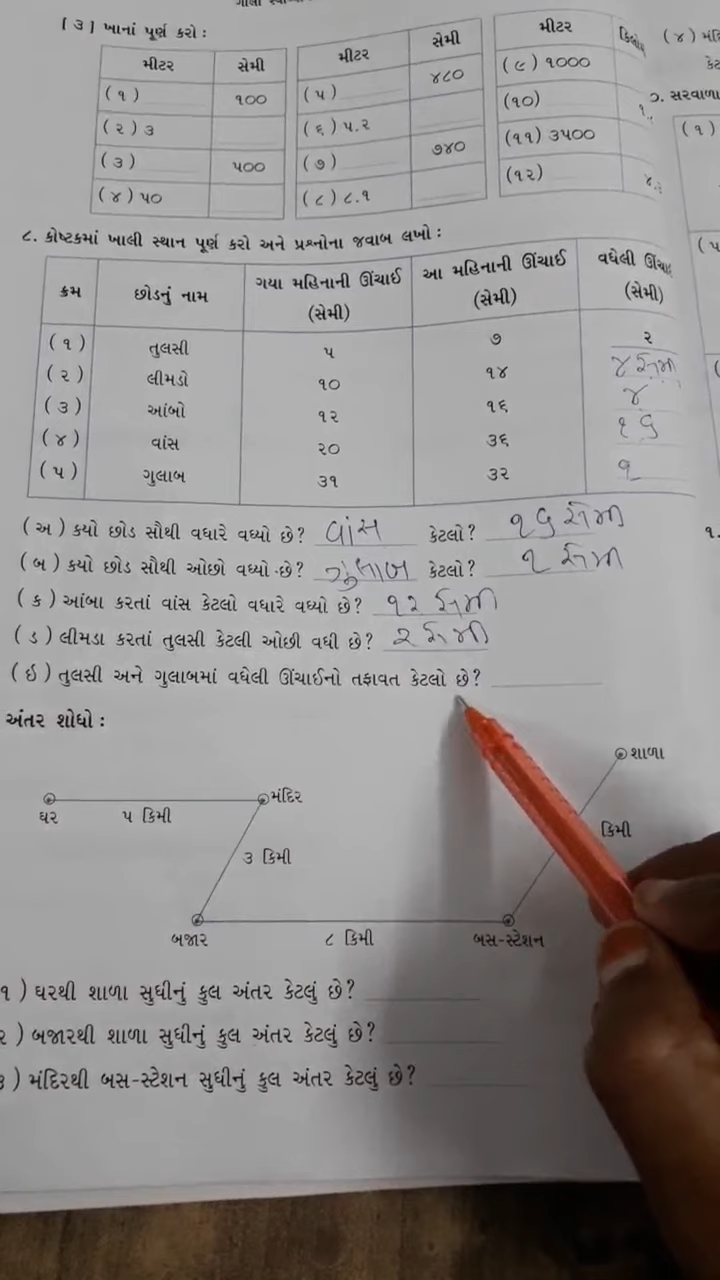 [૩] ખાનાં પૂર્ણ કરો :
મીટર સેમી
(૧) ૧૦૦
(૨) ૩
(૩) ૫૦૦
(૪) ૫૦
મીટર સેમી
(૫) ૪૮૦
(૬) ૫.૨
(૭) ૭૪૦
(૮) ૮.૧
મીટર
(૯) ૧૦૦૦
(૧૦) ૧.
(૧૧) ૩૫૦૦
(૧૨) ૪.
(૪)
૭. સરવાળા
(૧)
૮. કોષ્ટકમાં ખાલી સ્થાન પૂર્ણ કરો અને પ્રશ્નોના જવાબ લખો :
ક્રમ છોડનું નામ ગયા મહિનાની ઊંચાઈ (સેમી) આ મહિનાની ઊંચાઈ (સેમી) વધેલી ઊંચા (સેમી)
(૧) તુલસી ૫ ૭ ૨
(૨) લીમડો ૧૦ ૧૪ ૪ સેમી
(૩) આંબો ૧૨ ૧૬ ૪
(૪) વાંસ ૨૦ ૩૬ ૧૬
(૫) ગુલાબ ૩૧ ૩૨ ૧
(અ) કયો છોડ સૌથી વધારે વધ્યો છે? વાંસ કેટલો? ૧૬ સેમી
(બ) કયો છોડ સૌથી ઓછો વધ્યો છે? ગુલાબ કેટલો? ૧ સેમી
(ક) આંબા કરતાં વાંસ કેટલો વધારે વધ્યો છે? ૧૨ સેમી
(ડ) લીમડા કરતાં તુલસી કેટલી ઓછી વધી છે? ૨ સેમી
(ઇ) તુલસી અને ગુલાબમાં વધેલી ઊંચાઈનો તફાવત કેટલો છે?
અંતર શોધો :
શાળા
ઘર ૫ કિમી મંદિર
કિમી
૩ કિમી
બજાર ૮ કિમી બસ-સ્ટેશન
૧) ઘરથી શાળા સુધીનું કુલ અંતર કેટલું છે?
૨) બજારથી શાળા સુધીનું કુલ અંતર કેટલું છે?
૩) મંદિરથી બસ-સ્ટેશન સુધીનું કુલ અંતર કેટલું છે?